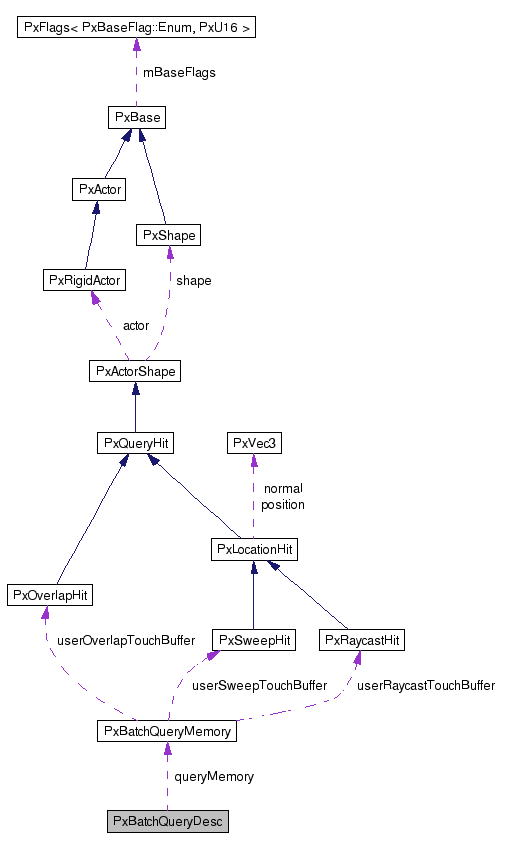 PxFlags< PxBaseFlag::Enum, PxU16 >
mBaseFlags
PxBase
PxActor
PxShape
PxRigidActor
shape
actor
PxActorShape
PxQueryHit
PxVec3
normal
position
PxLocationHit
PxOverlapHit
userOverlapTouchBuffer
PxSweepHit
PxRaycastHit
userSweepTouchBuffer
userRaycastTouchBuffer
PxBatchQueryMemory
queryMemory
PxBatchQueryDesc